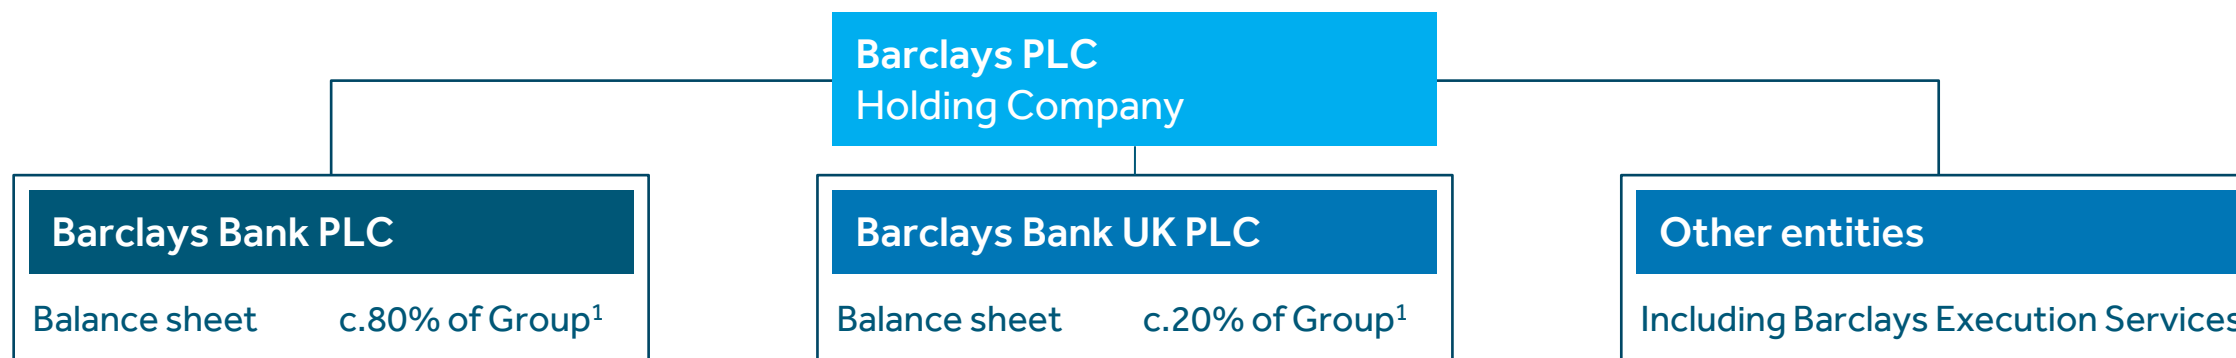 Barclays PLC
Holding Company
Barclays Bank PLC
Balance sheet c.80% of Group¹
Barclays Bank UK PLC
Balance sheet c.20% of Group¹
Other entities
Including Barclays Execution Services